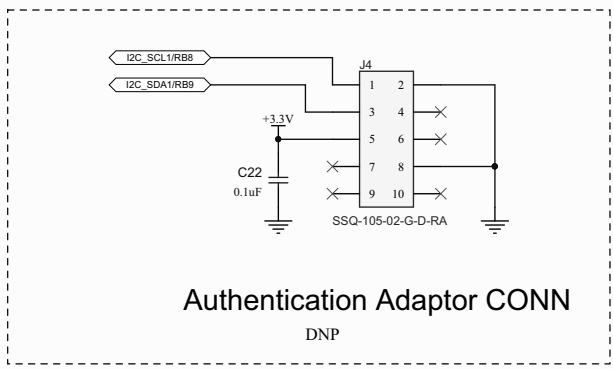 I2C_SCL1/RB8
J4
1 2
I2C_SDA1/RB9
3 4
+3.3V
5 6
7 8
C22
0.1uF
9 10
SSQ-105-02-G-D-RA
Authentication Adaptor CONN
DNP